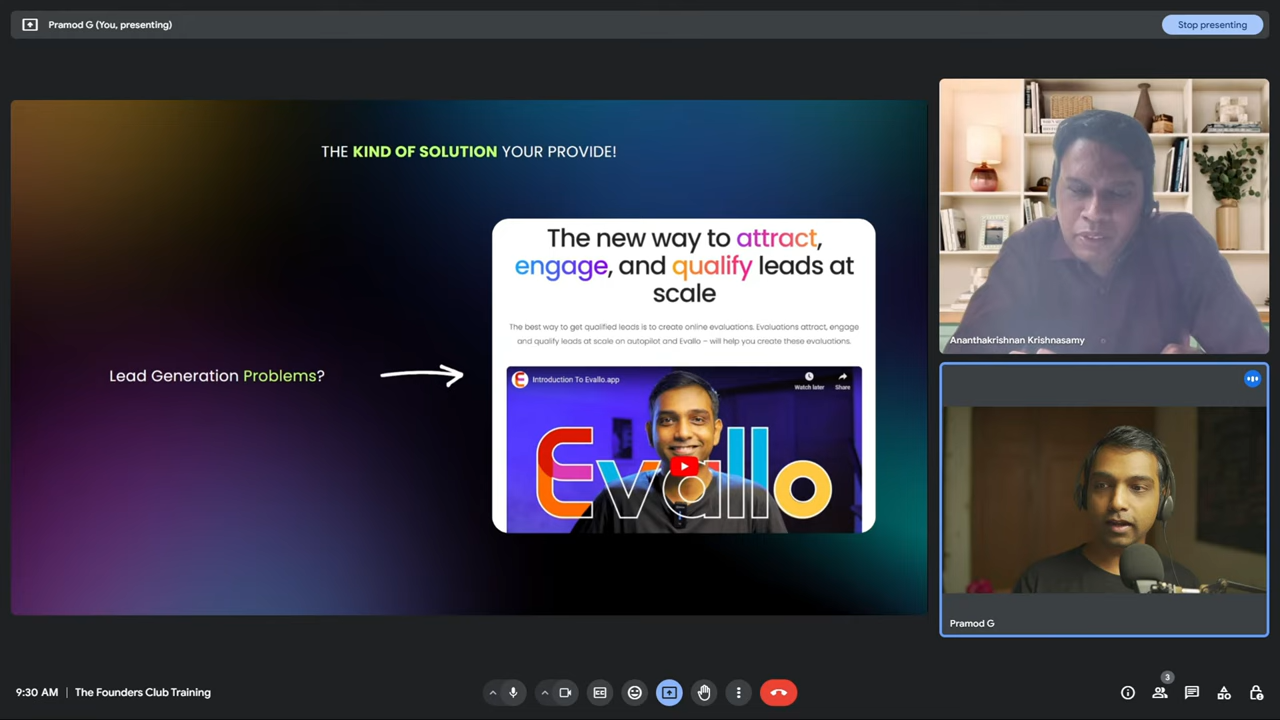 Pramod G (You, presenting)
Stop presenting
THE KIND OF SOLUTION YOUR PROVIDE!
Lead Generation Problems?
The new way to attract,
engage, and qualify leads at
scale
The best way to get qualified leads is to create online evaluations. Evaluations attract, engage
and qualify leads at scale on autopilot and Evallo – will help you create these evaluations.
E
Introduction To Evallo.app
Watch later
Share
Evallo
Ananthakrishnan Krishnasamy
Pramod G
9:30 AM | The Founders Club Training
3